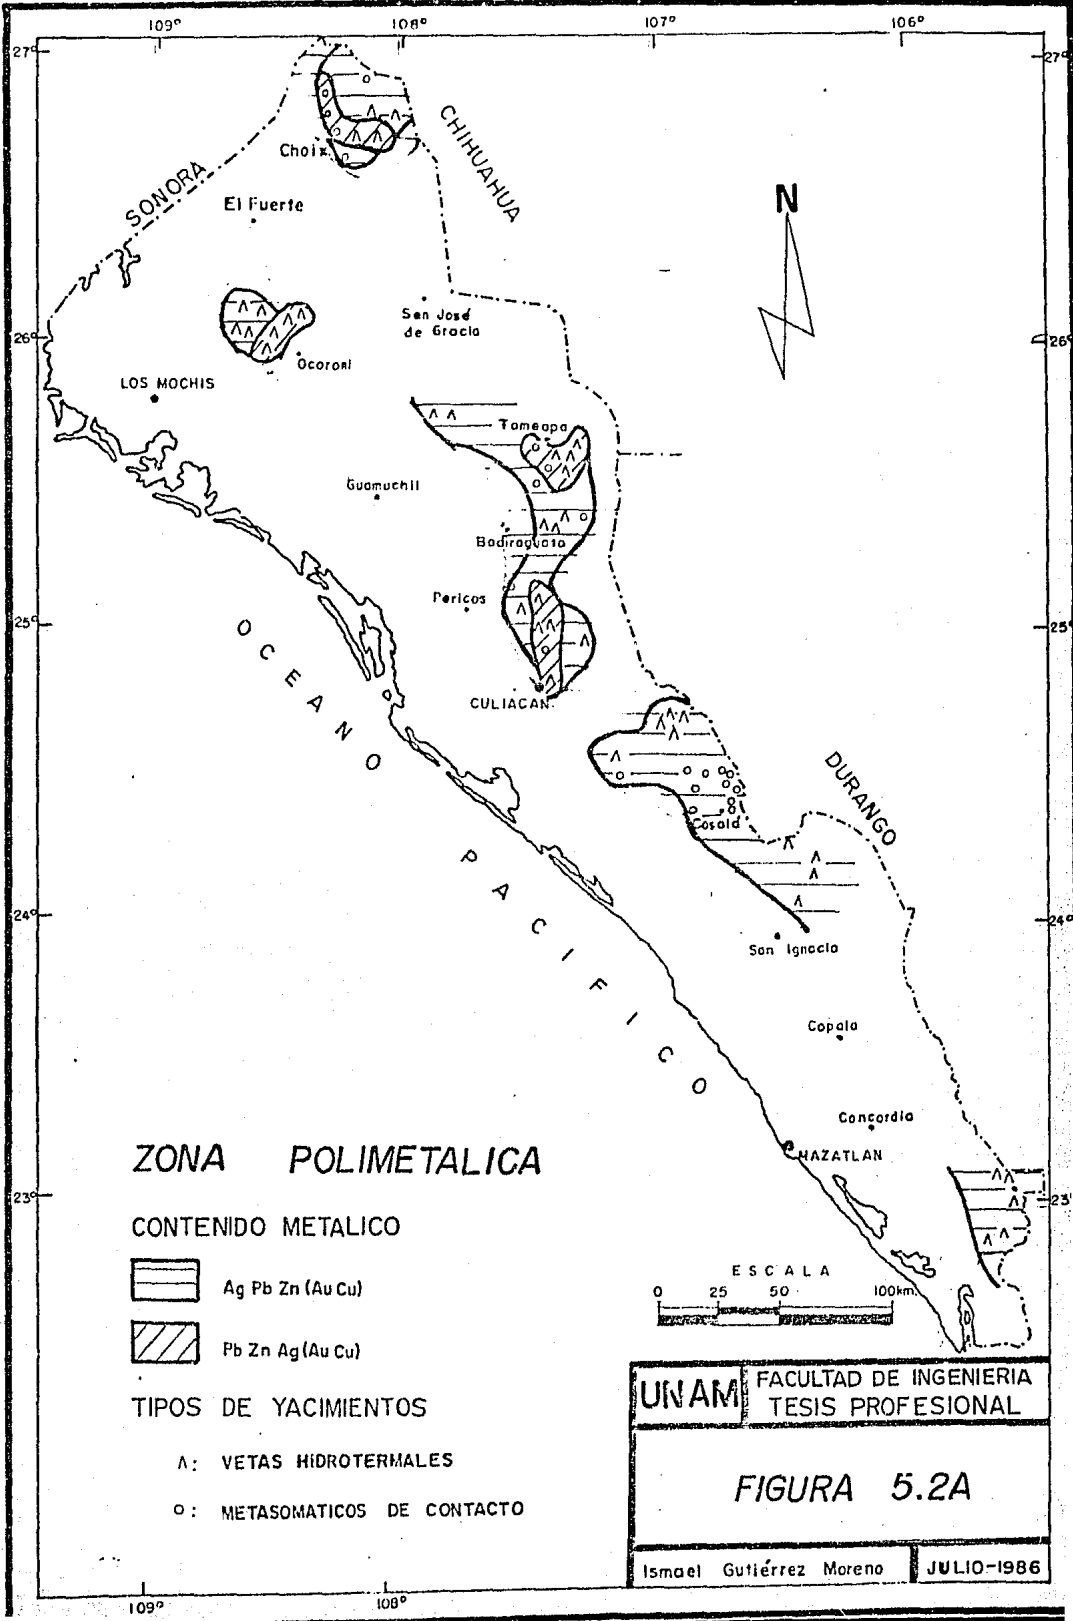 109° 108° 107° 106°
27° 27°
CHIHUAHUA
Choix
SONORA
El Fuerte
N
San José
de Gracia
26° 26°
Ocoroni
LOS MOCHIS
Tameapa
Guamuchil
Badiraguato
Pericos
25° 25°
OCEANO
CULIACAN
DURANGO
Cosala
PACIFICO
24° 24°
San Ignacio
Copala
Concordia
MAZATLAN
ZONA POLIMETALICA
23° 23°
CONTENIDO METALICO
Ag Pb Zn (Au Cu)
ESCALA
0 25 50 100km.
Pb Zn Ag (Au Cu)
TIPOS DE YACIMIENTOS
Λ: VETAS HIDROTERMALES
o: METASOMATICOS DE CONTACTO
UNAM
FACULTAD DE INGENIERIA
TESIS PROFESIONAL
FIGURA 5.2A
Ismael Gutiérrez Moreno JULIO-1986
109° 108°